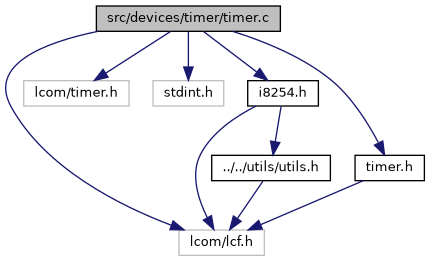 src/devices/timer/timer.c
lcom/timer.h
stdint.h
i8254.h
../../utils/utils.h
timer.h
lcom/lcf.h